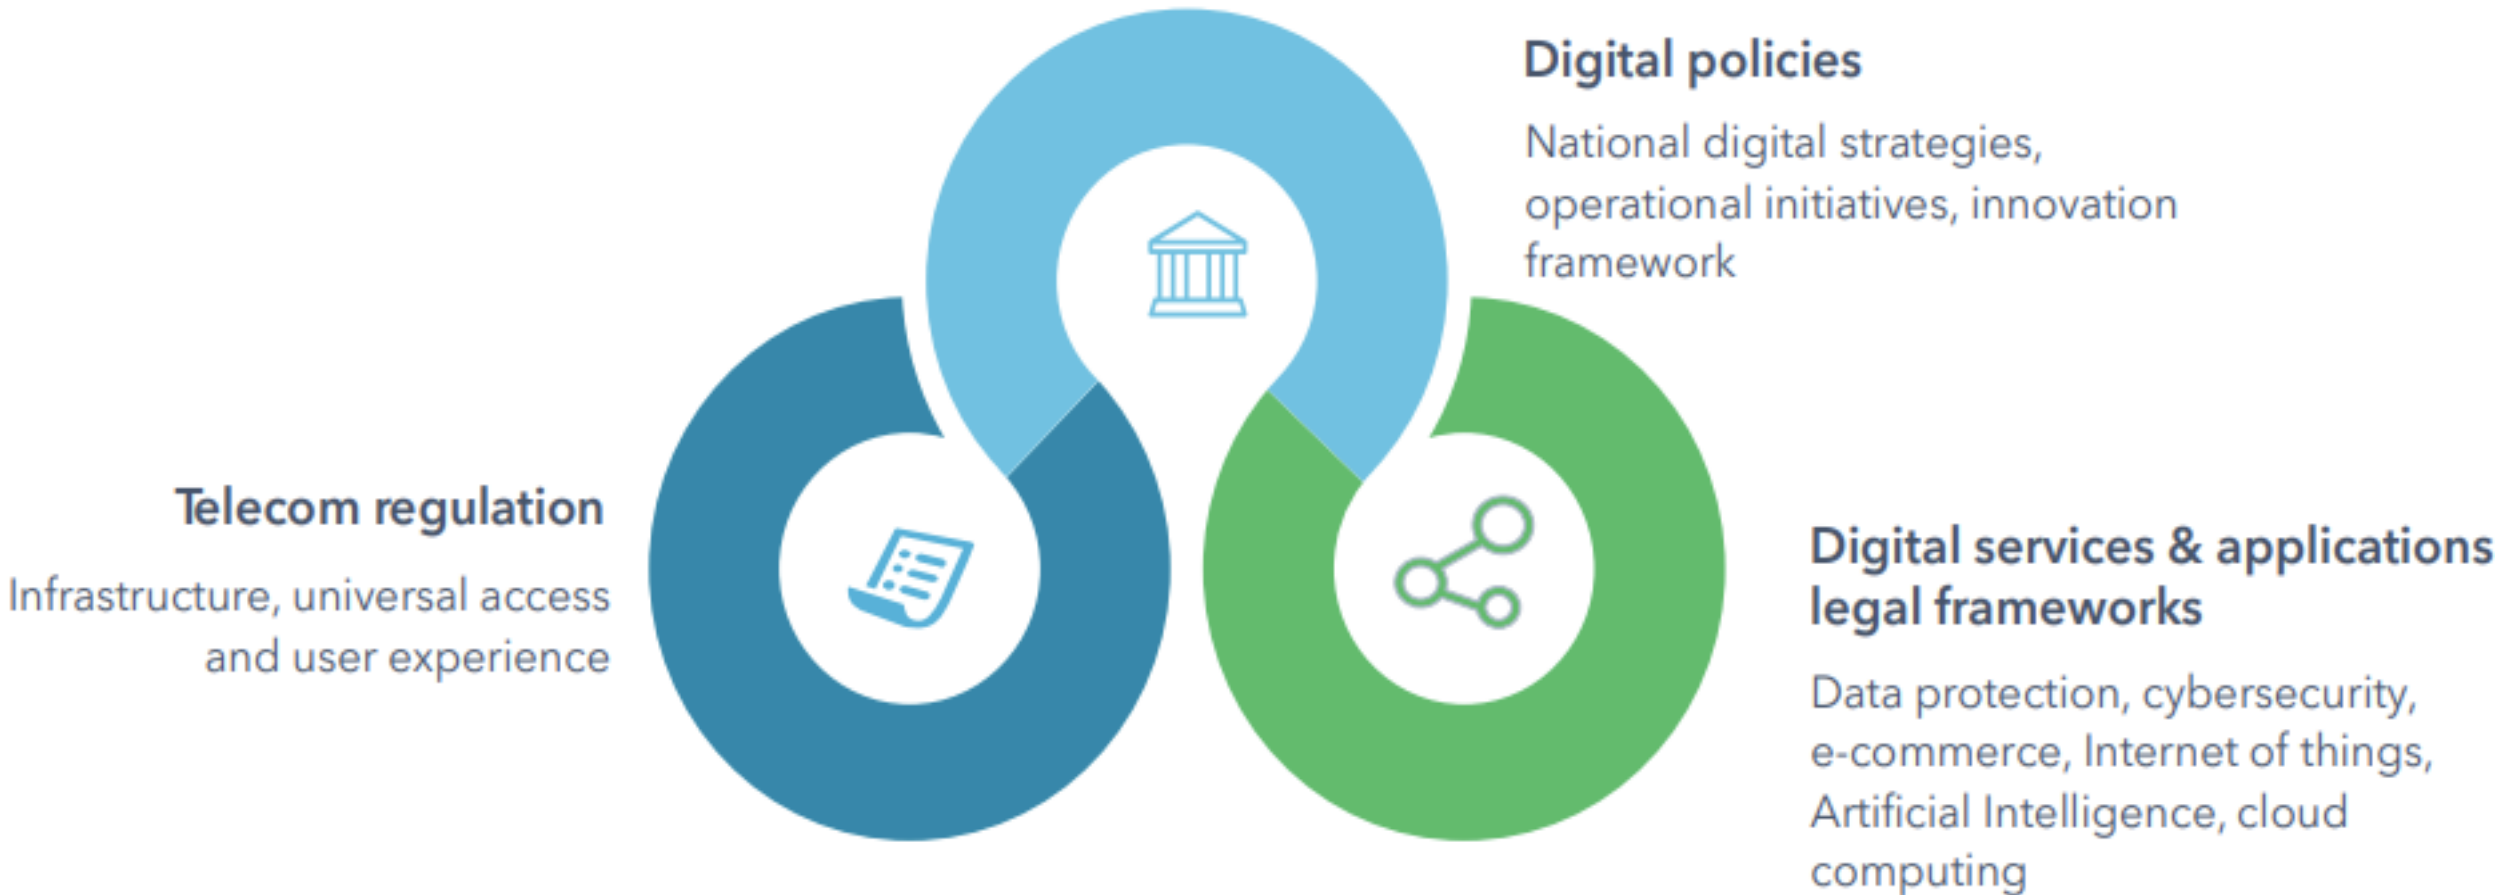 Digital policies
National digital strategies,
operational initiatives, innovation
framework
Telecom regulation
Infrastructure, universal access
and user experience
Digital services & applications
legal frameworks
Data protection, cybersecurity,
e-commerce, Internet of things,
Artificial Intelligence, cloud
computing